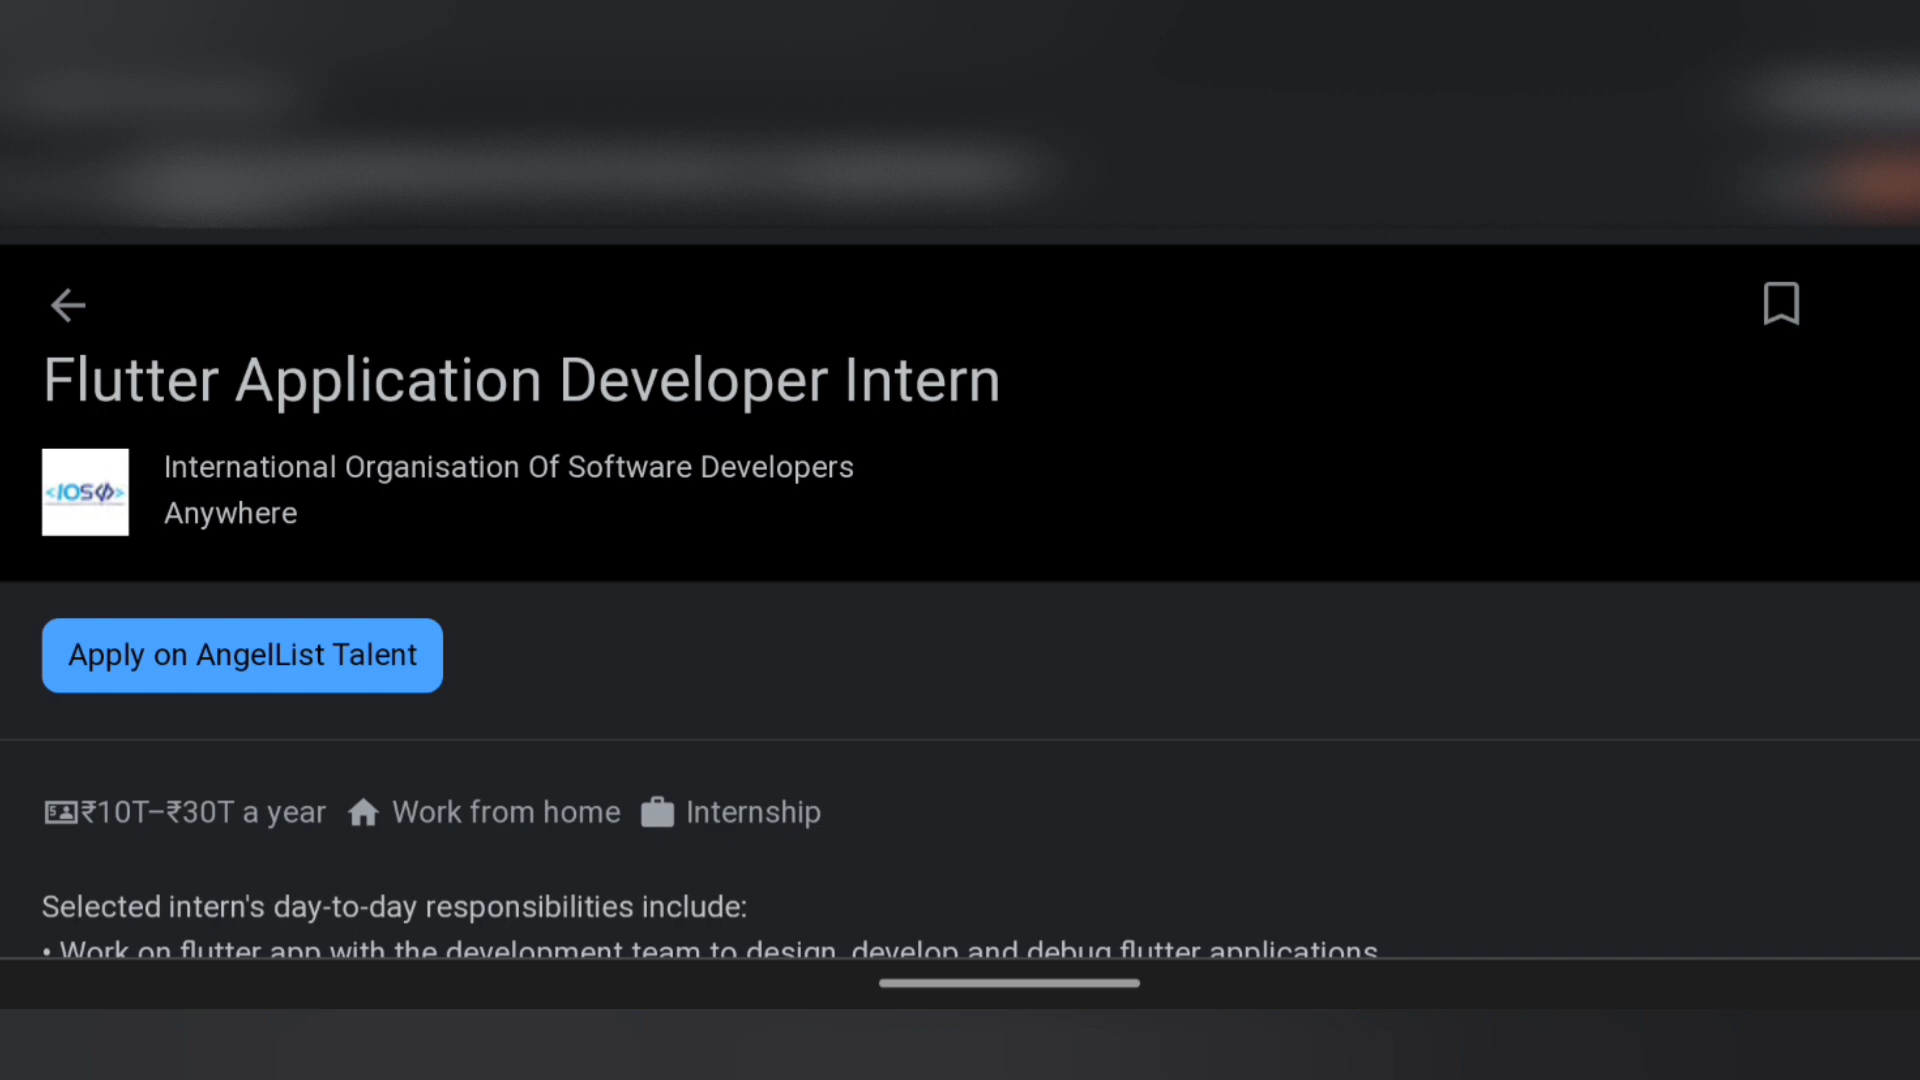 Flutter Application Developer Intern
<IOS</>>
International Organisation Of Software Developers
Anywhere
Apply on AngelList Talent
₹10T–₹30T a year Work from home Internship
Selected intern's day-to-day responsibilities include:
• Work on flutter app with the development team to design, develop and debug flutter applications